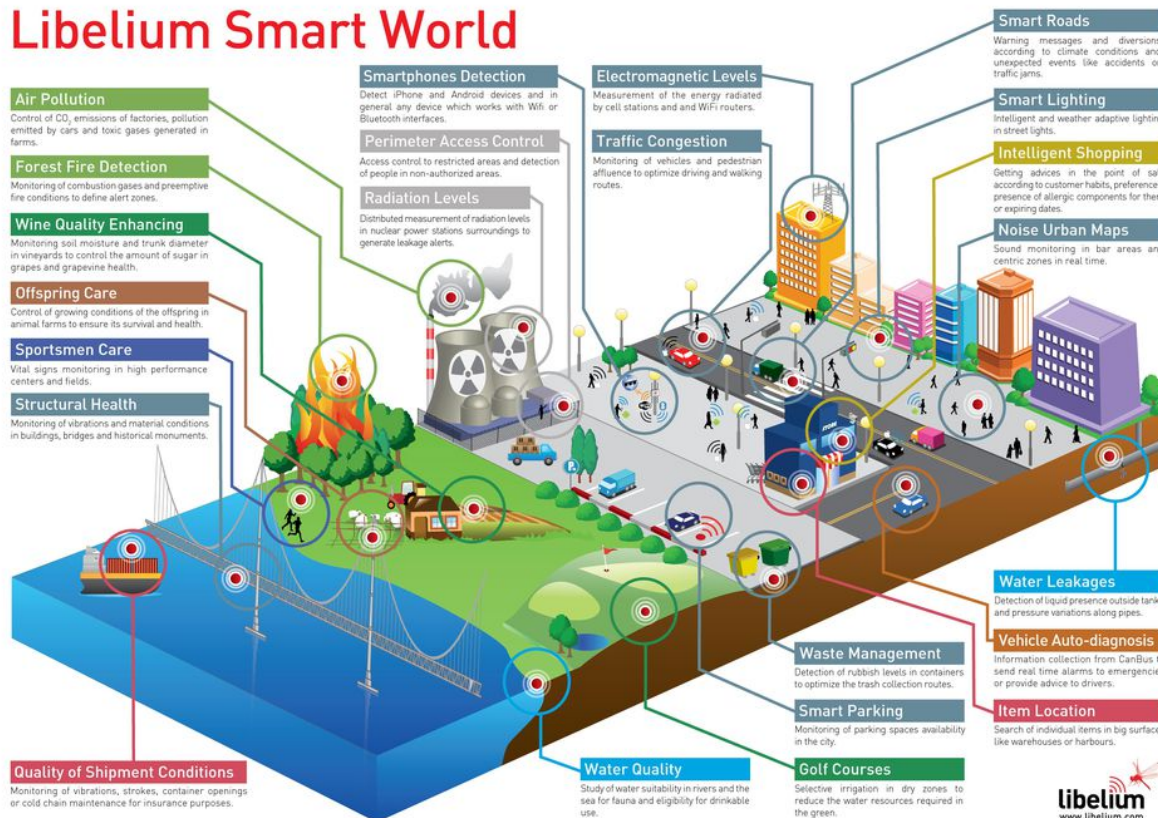 Libelium Smart World
Air Pollution
Control of CO₂ emissions of factories, pollution
emitted by cars and toxic gases generated in
farms.
Forest Fire Detection
Monitoring of combustion gases and preemptive
fire conditions to define alert zones.
Wine Quality Enhancing
Monitoring soil moisture and trunk diameter
in vineyards to control the amount of sugar in
grapes and grapevine health.
Offspring Care
Control of growing conditions of the offspring in
animal farms to ensure its survival and health.
Sportsmen Care
Vital signs monitoring in high performance
centers and fields.
Structural Health
Monitoring of vibrations and material conditions
in buildings, bridges and historical monuments.
Quality of Shipment Conditions
Monitoring of vibrations, strokes, container openings
or cold chain maintenance for insurance purposes.
Smartphones Detection
Detect iPhone and Android devices and in
general any device which works with Wifi or
Bluetooth interfaces.
Perimeter Access Control
Access control to restricted areas and detection
of people in non-authorized areas.
Radiation Levels
Distributed measurement of radiation levels
in nuclear power stations surroundings to
generate leakage alerts.
Electromagnetic Levels
Measurement of the energy radiated
by cell stations and and WiFi routers.
Traffic Congestion
Monitoring of vehicles and pedestrian
affluence to optimize driving and walking
routes.
Smart Roads
Warning messages and diversions
according to climate conditions and
unexpected events like accidents or
traffic jams.
Smart Lighting
Intelligent and weather adaptive lighting
in street lights.
Intelligent Shopping
Getting advices in the point of sal
according to customer habits, preference
presence of allergic components for them
or expiring dates.
Noise Urban Maps
Sound monitoring in bar areas an
centric zones in real time.
STORE
P
Water Leakages
Detection of liquid presence outside tank
and pressure variations along pipes.
Vehicle Auto-diagnosis
Information collection from CanBus t
send real time alarms to emergencie
or provide advice to drivers.
Item Location
Search of individual items in big surface
like warehouses or harbours.
Waste Management
Detection of rubbish levels in containers
to optimize the trash collection routes.
Smart Parking
Monitoring of parking spaces availability
in the city.
Golf Courses
Selective irrigation in dry zones to
reduce the water resources required in
the green.
Water Quality
Study of water suitability in rivers and the
sea for fauna and eligibility for drinkable
use.
libelium
www.libelium.com